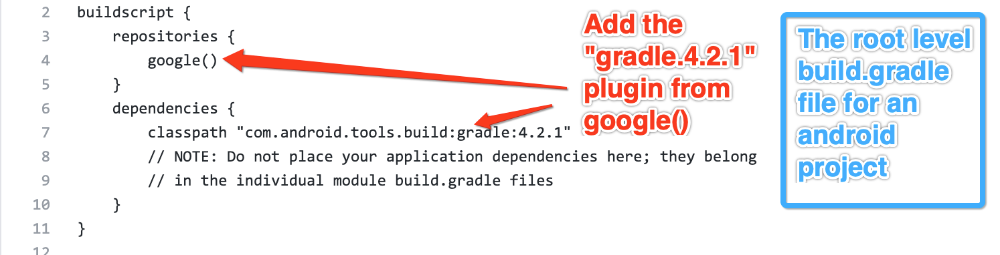 2 buildscript {
3 repositories {
4 google()
5 }
6 dependencies {
7 classpath "com.android.tools.build:gradle:4.2.1"
8 // NOTE: Do not place your application dependencies here; they belong
9 // in the individual module build.gradle files
10 }
11 }
12
Add the
"gradle.4.2.1"
plugin from
google()
The root level
build.gradle
file for an
android
project